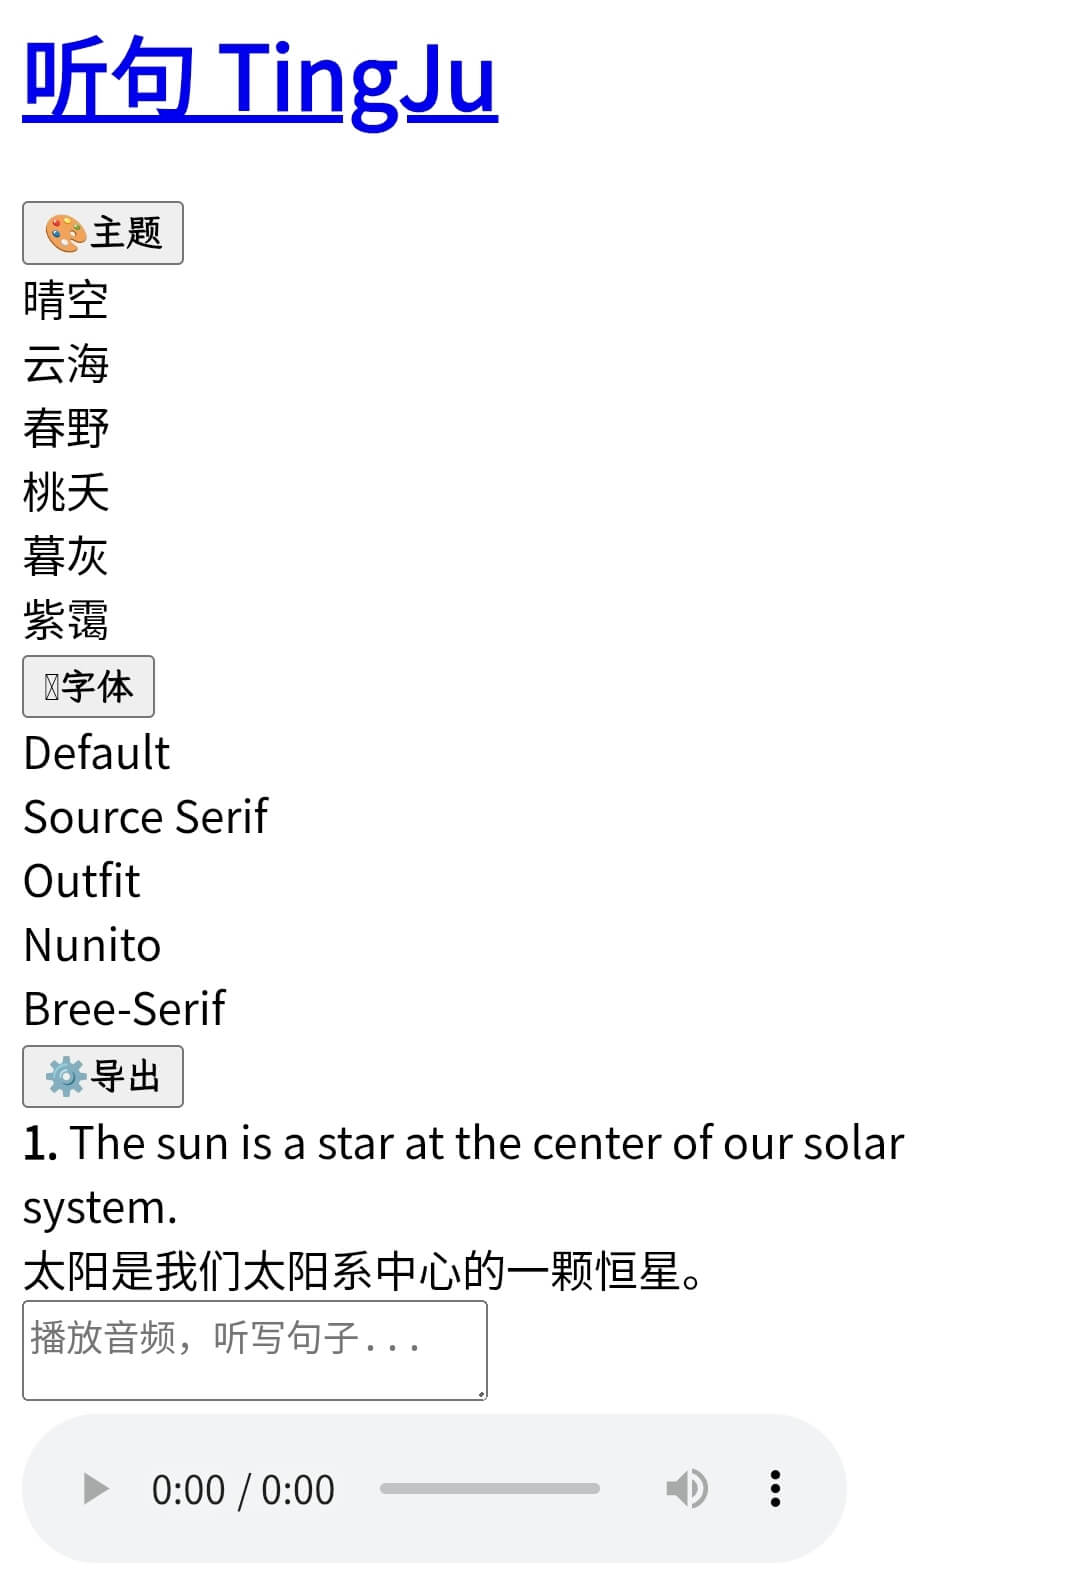 听句 TingJu
🎨主题
晴空
云海
春野
桃夭
暮灰
紫霭
字体
Default
Source Serif
Outfit
Nunito
Bree-Serif
⚙️导出
1. The sun is a star at the center of our solar
system.
太阳是我们太阳系中心的一颗恒星。
播放音频，听写句子...
0:00 / 0:00